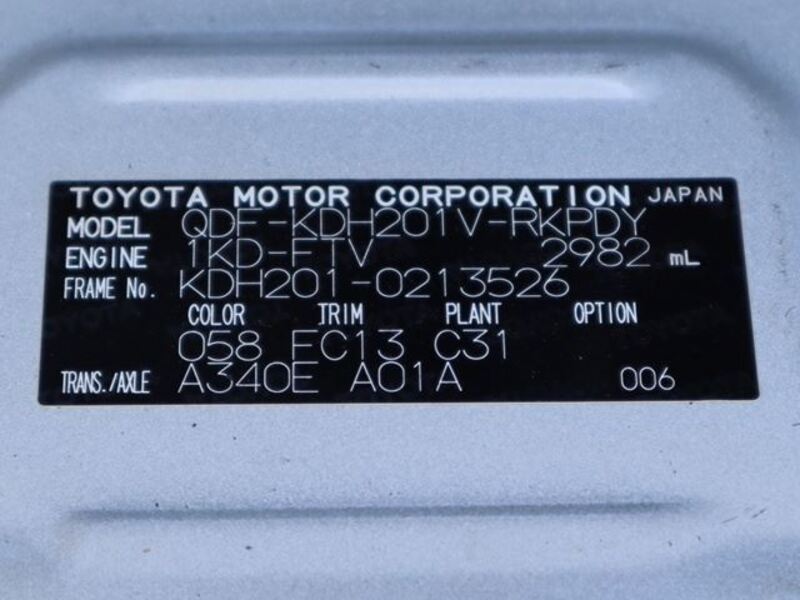 TOYOTA MOTOR CORPORATION JAPAN
MODEL QDF-KDH201V-RKPDY
ENGINE 1KD-FTV 2982 mL
FRAME No. KDH201-0213526
COLOR TRIM PLANT OPTION
058 FC13 C31
TRANS./AXLE A340E A01A 006